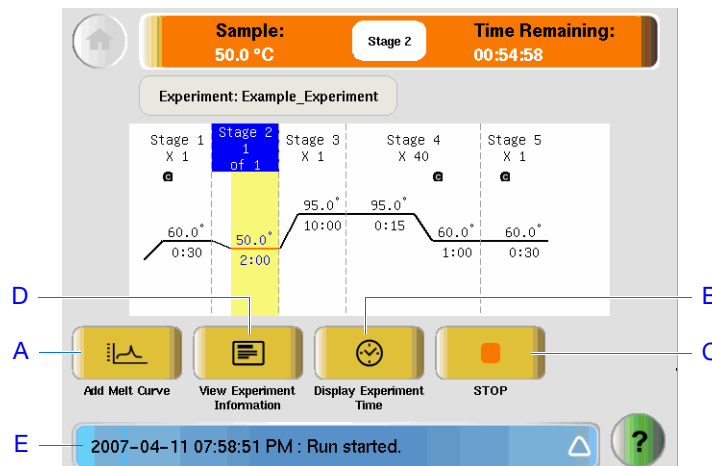 Sample:
50.0 °C
Stage 2
Time Remaining:
00:54:58
Experiment: Example_Experiment
Stage 1
X 1
Stage 2
1
of 1
Stage 3
X 1
Stage 4
X 40
Stage 5
X 1
G
G
G
60.0°
0:30
50.0°
2:00
95.0°
10:00
95.0°
0:15
60.0°
1:00
60.0°
0:30
D
B
A
C
Add Melt Curve
View Experiment
Information
Display Experiment
Time
STOP
E
2007-04-11 07:58:51 PM : Run started.
?